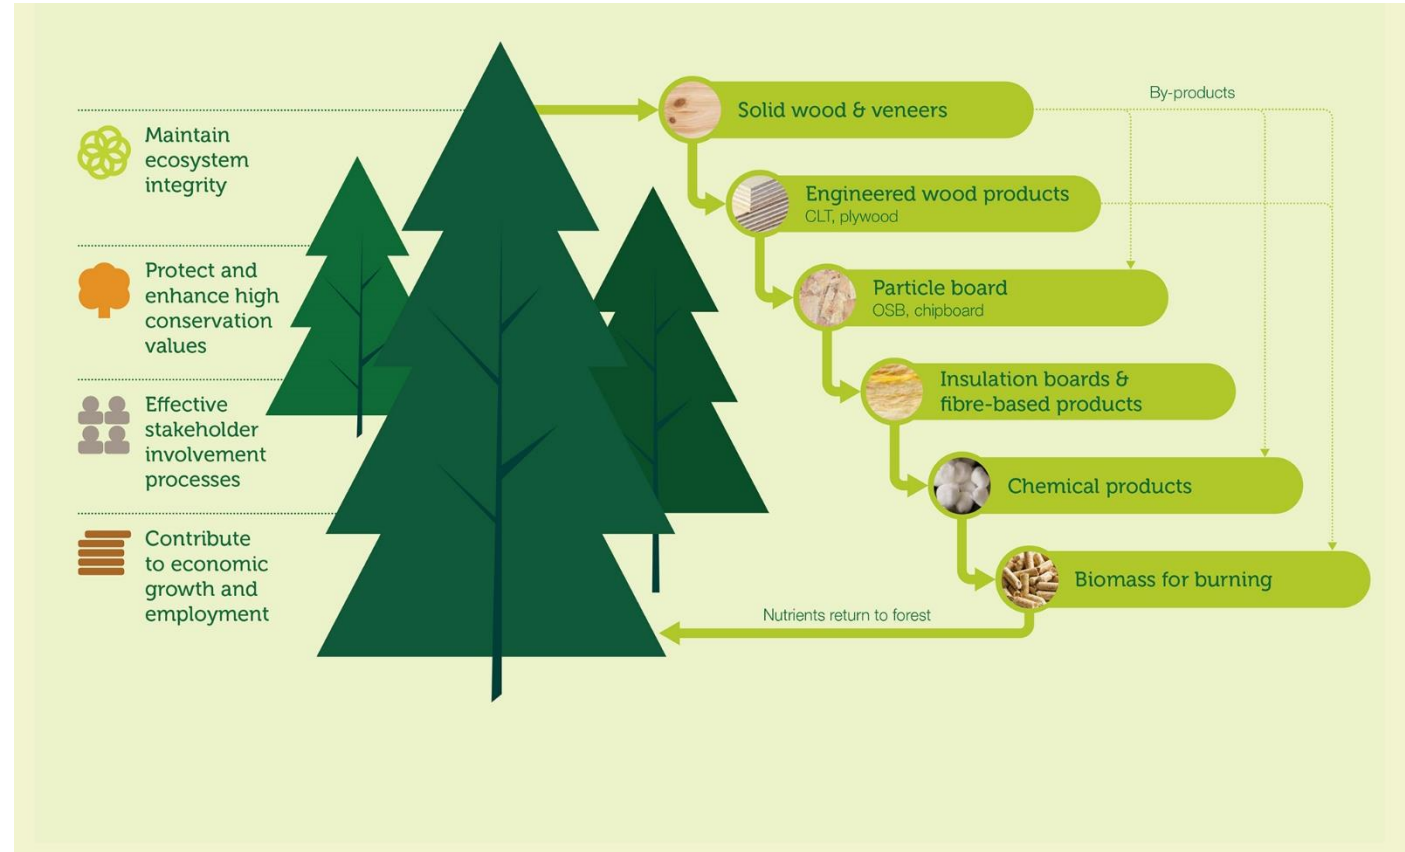 Maintain
ecosystem
integrity
Protect and
enhance high
conservation
values
Effective
stakeholder
involvement
processes
Contribute
to economic
growth and
employment
Solid wood & veneers
By-products
Engineered wood products
CLT, plywood
Particle board
OSB, chipboard
Insulation boards &
fibre-based products
Chemical products
Biomass for burning
Nutrients return to forest